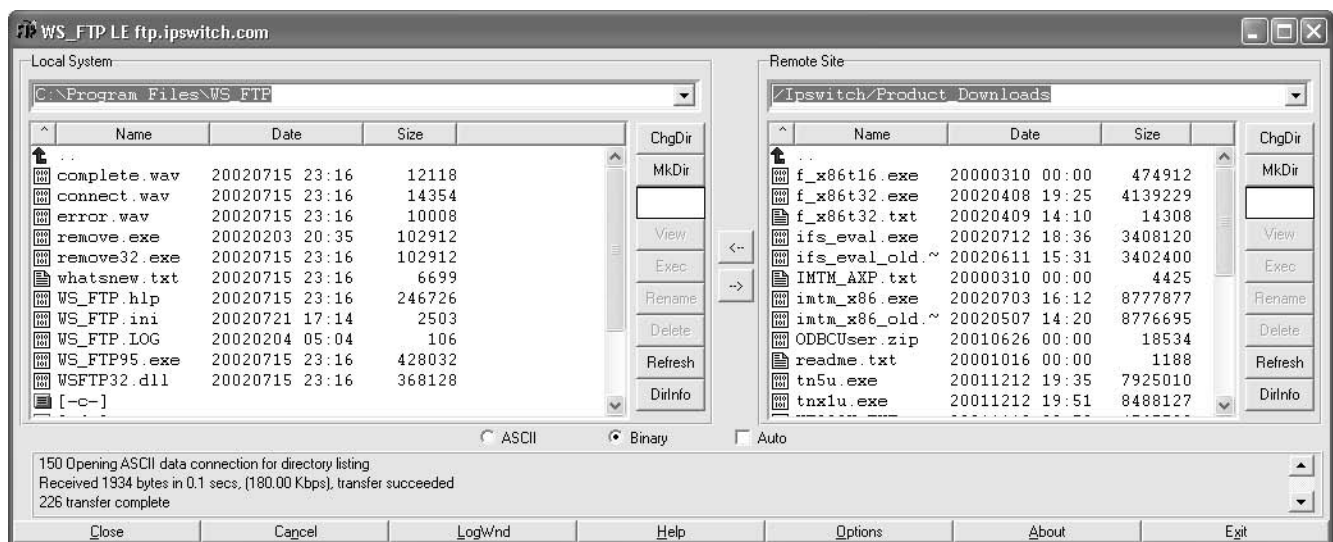 WS_FTP LE ftp.ipswitch.com
Local System
C:\Program Files\WS_FTP
^ Name Date Size
..
complete.wav 20020715 23:16 12118
connect.wav 20020715 23:16 14354
error.wav 20020715 23:16 10008
remove.exe 20020203 20:35 102912
remove32.exe 20020715 23:16 102912
whatsnew.txt 20020715 23:16 6699
WS_FTP.hlp 20020715 23:16 246726
WS_FTP.ini 20020721 17:14 2503
WS_FTP.LOG 20020204 05:04 106
WS_FTP95.exe 20020715 23:16 428032
WSFTP32.dll 20020715 23:16 368128
[-c-]
ChgDir
MkDir
View
Exec
Rename
Delete
Refresh
DirInfo
<--
-->
Remote Site
/Ipswitch/Product_Downloads
^ Name Date Size
..
f_x86t16.exe 20000310 00:00 474912
f_x86t32.exe 20020408 19:25 4139229
f_x86t32.txt 20020409 14:10 14308
ifs_eval.exe 20020712 18:36 3408120
ifs_eval_old.~ 20020611 15:31 3402400
IMTM_AXP.txt 20000310 00:00 4425
imtm_x86.exe 20020703 16:12 8777877
imtm_x86_old.~ 20020507 14:20 8776695
ODBCUser.zip 20010626 00:00 18534
readme.txt 20001016 00:00 1188
tn5u.exe 20011212 19:35 7925010
tnx1u.exe 20011212 19:51 8488127
ChgDir
MkDir
View
Exec
Rename
Delete
Refresh
DirInfo
ASCII Binary Auto
150 Opening ASCII data connection for directory listing
Received 1934 bytes in 0.1 secs, (180.00 Kbps), transfer succeeded
226 transfer complete
Close Cancel LogWnd Help Options About Exit